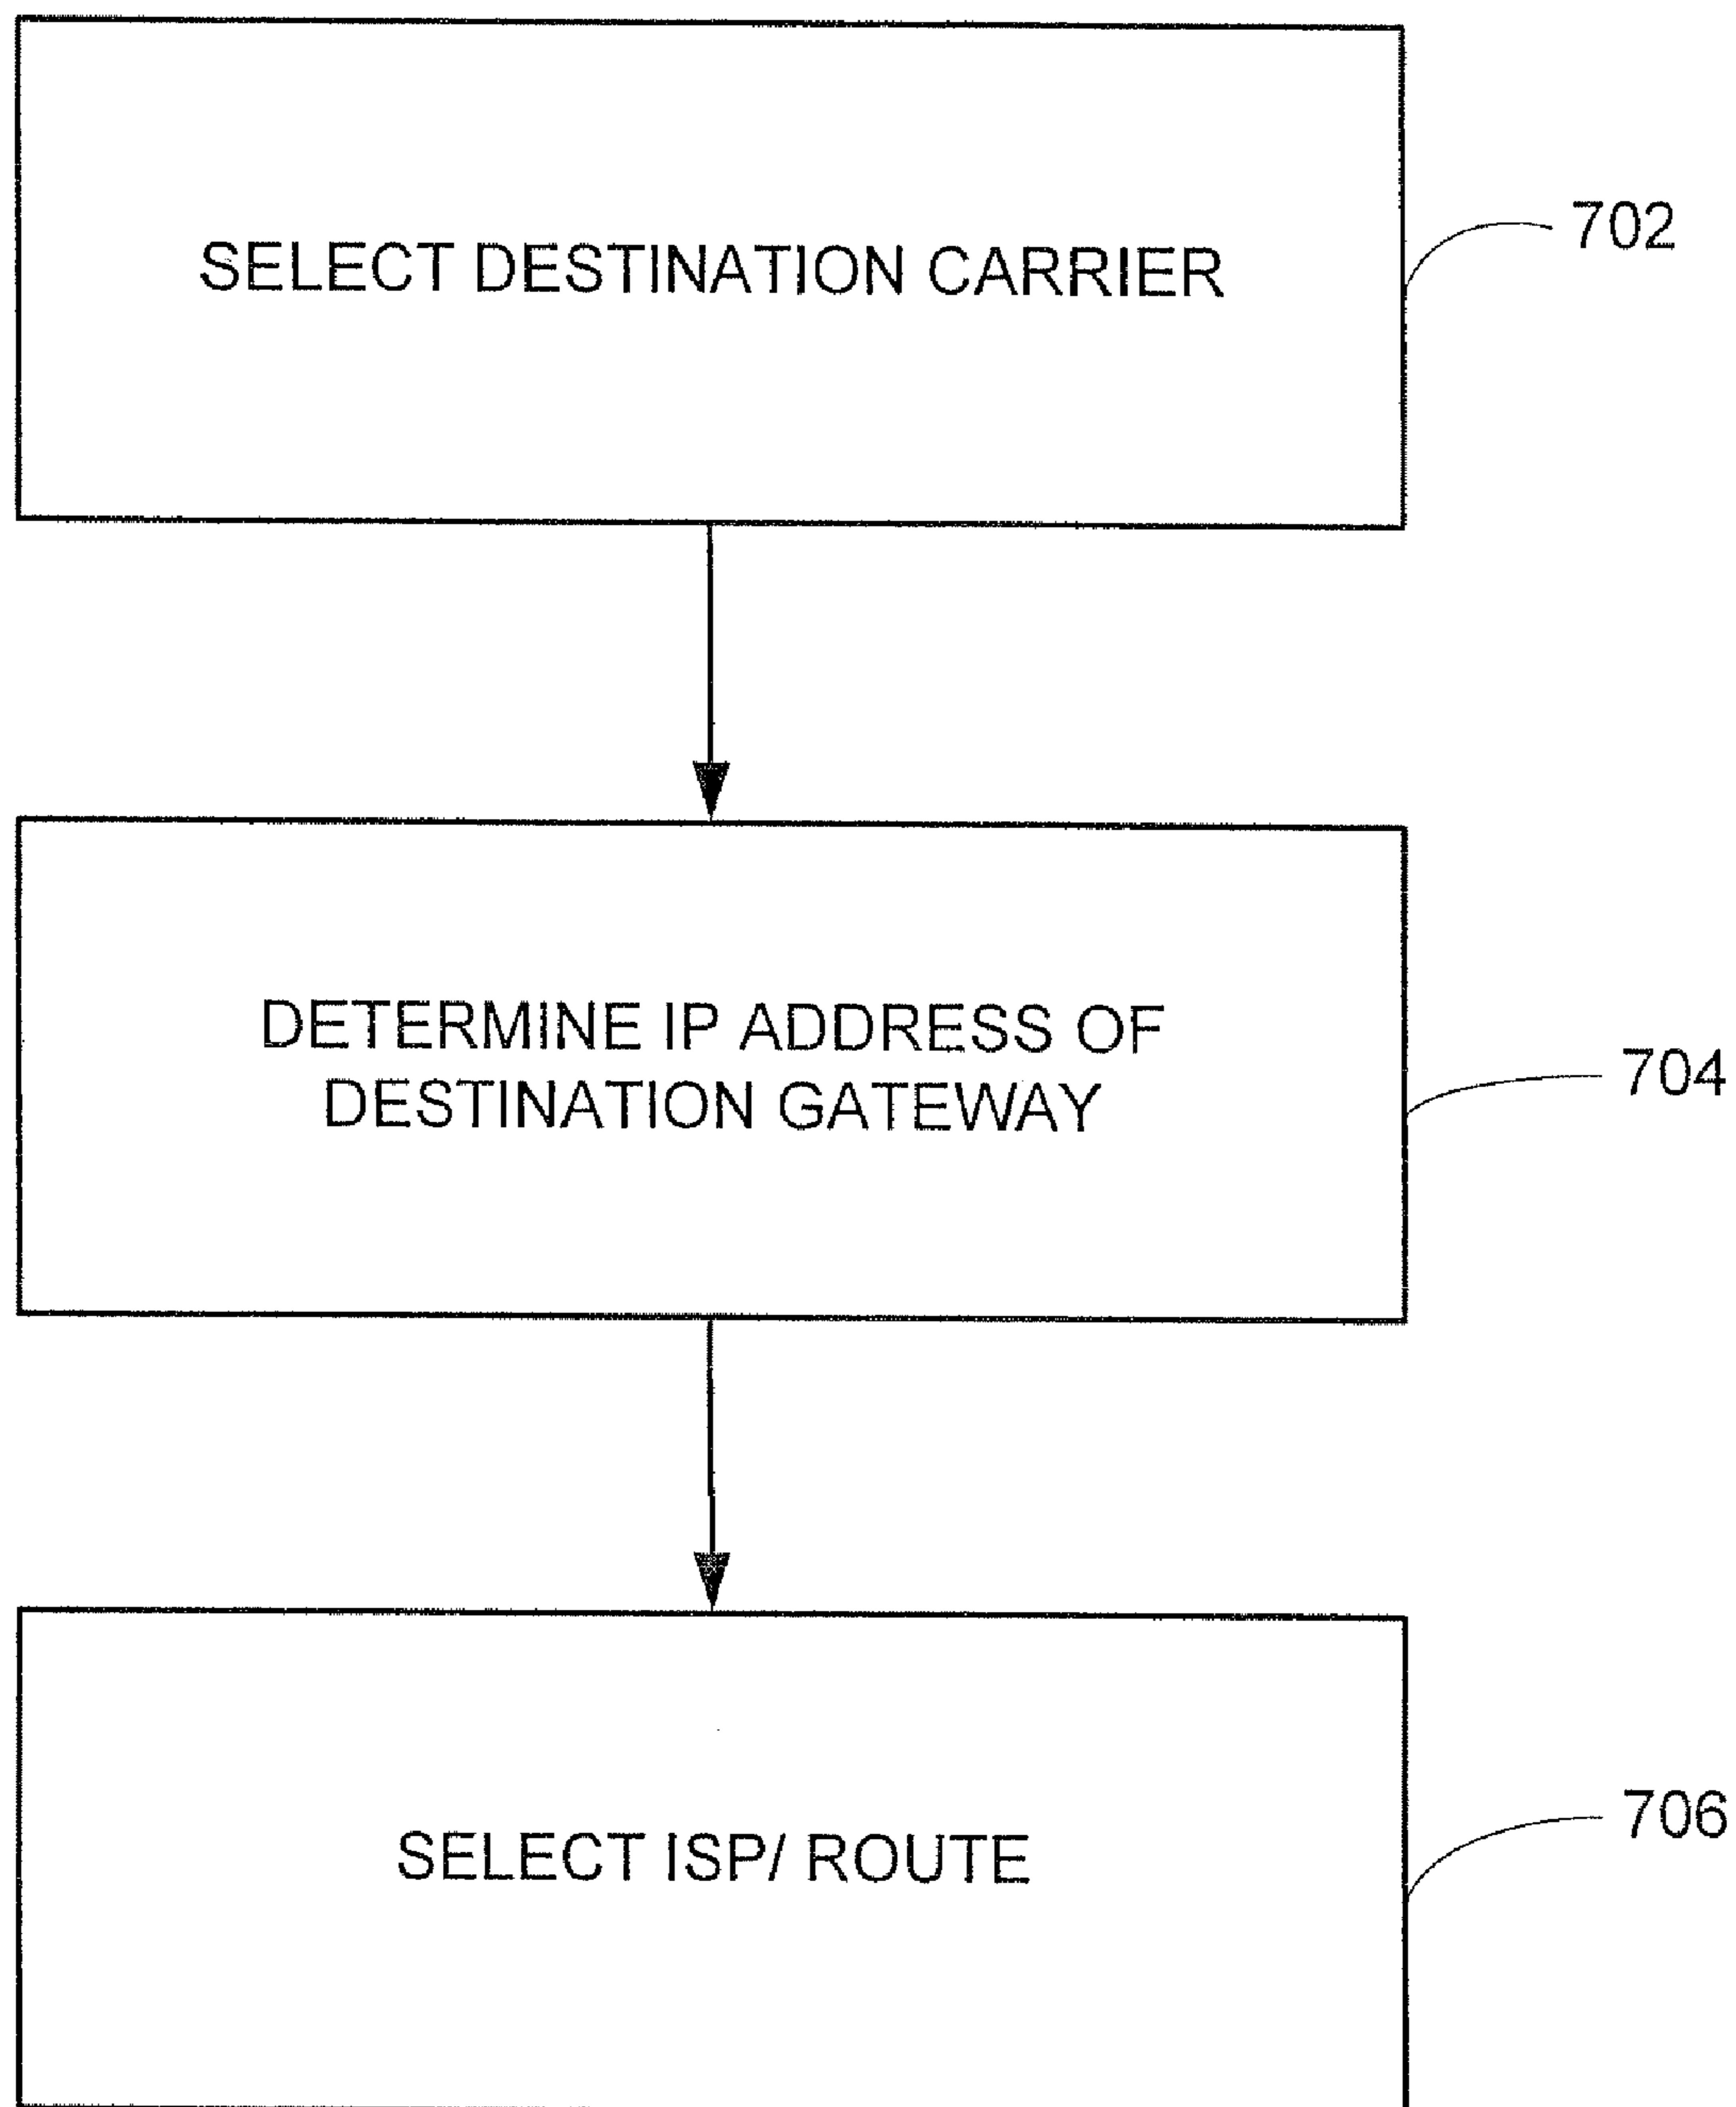 SELECT DESTINATION CARRIER
702
DETERMINE IP ADDRESS OF
DESTINATION GATEWAY
704
SELECT ISP/ ROUTE
706